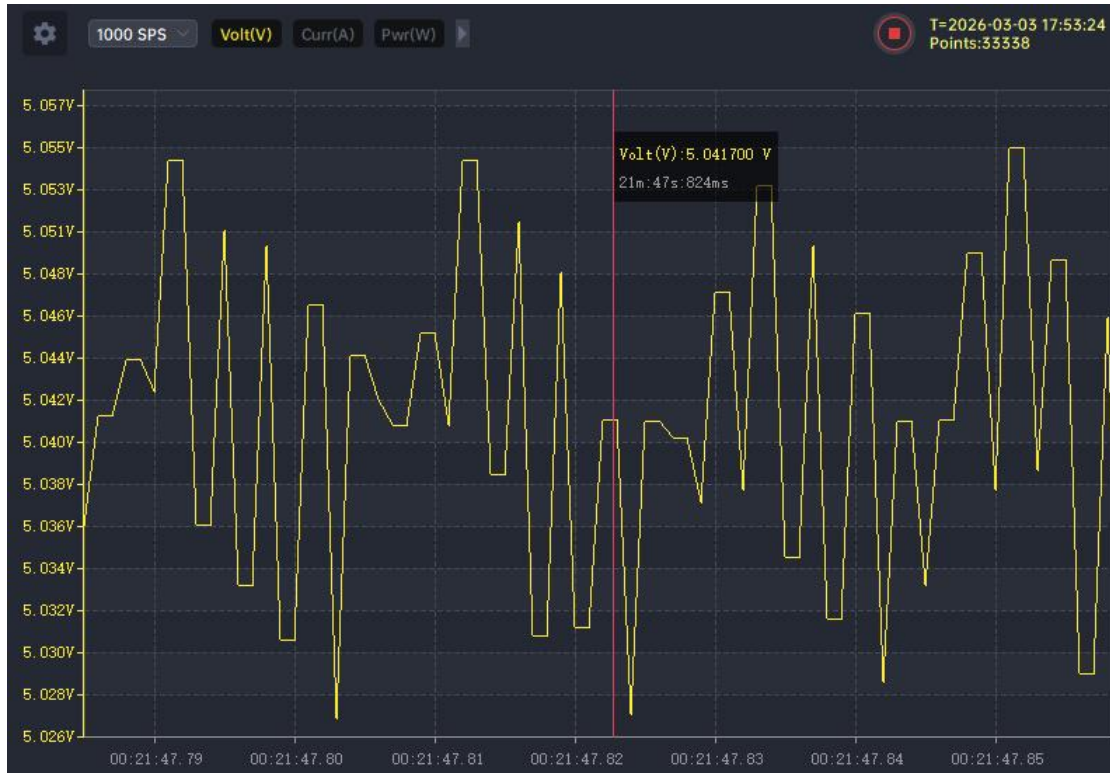 1000 SPS Volt(V) Curr(A) Pwr(W) T=2026-03-03 17:53:24
Points:33338
5.057V
5.055V
Volt(V):5.041700 V
21m:47s:824ms
5.053V
5.051V
5.048V
5.046V
5.044V
5.042V
5.040V
5.038V
5.036V
5.034V
5.032V
5.030V
5.028V
5.026V
00:21:47.79 00:21:47.80 00:21:47.81 00:21:47.82 00:21:47.83 00:21:47.84 00:21:47.85